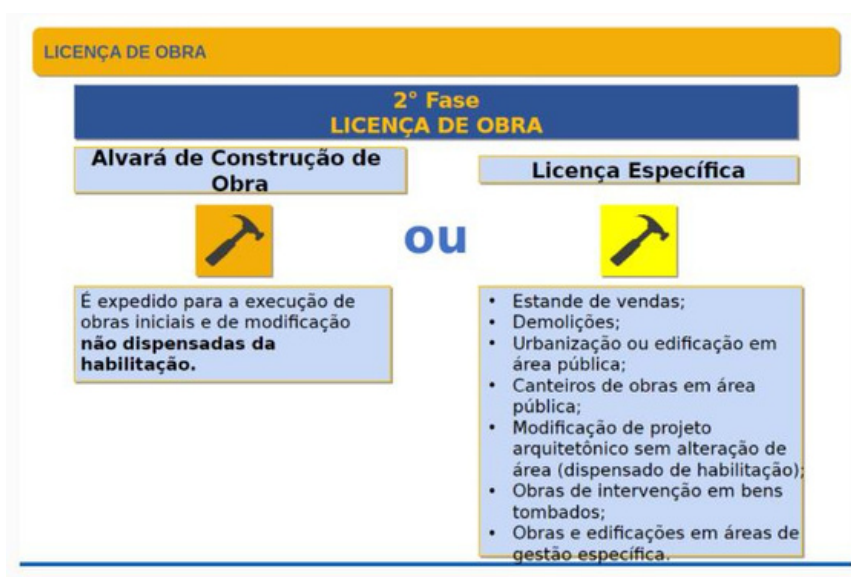 LICENÇA DE OBRA
2° Fase
LICENÇA DE OBRA
Alvará de Construção de
Obra
ou
Licença Específica
É expedido para a execução de
obras iniciais e de modificação
não dispensadas da
habilitação.
• Estande de vendas;
• Demolições;
• Urbanização ou edificação em
área pública;
• Canteiros de obras em área
pública;
• Modificação de projeto
arquitetônico sem alteração de
área (dispensado de habilitação);
• Obras de intervenção em bens
tombados;
• Obras e edificações em áreas de
gestão específica.